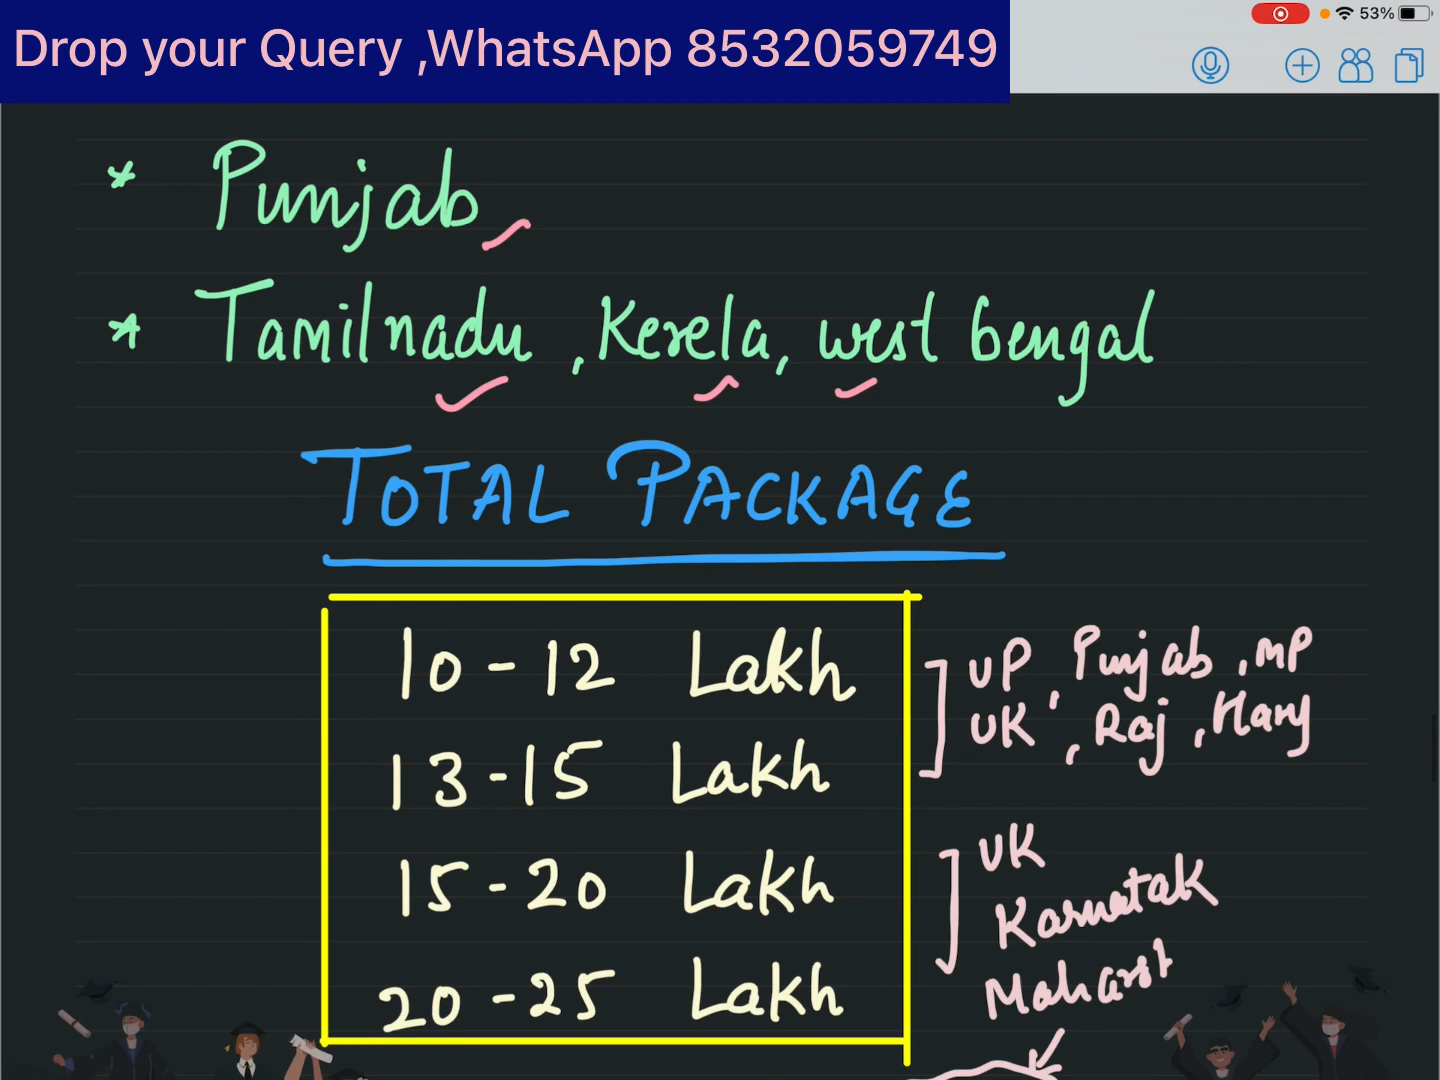 Drop your Query ,WhatsApp 8532059749
53%
* Punjab
* Tamilnadu , Kerela, west bengal
TOTAL PACKAGE
10 - 12 Lakh
13 - 15 Lakh
15 - 20 Lakh
20 - 25 Lakh
UP, Punjab, MP
UK, Raj, Hary
UK
Karnatak
Maharst